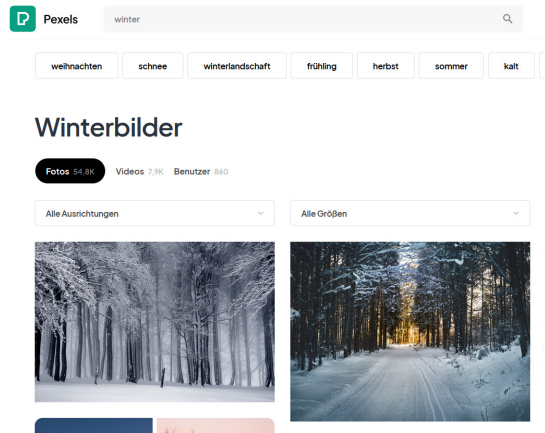 Pexels
winter
weihnachten schnee winterlandschaft frühling herbst sommer kalt
Winterbilder
Fotos 54,8K Videos 7,9K Benutzer 860
Alle Ausrichtungen Alle Größen